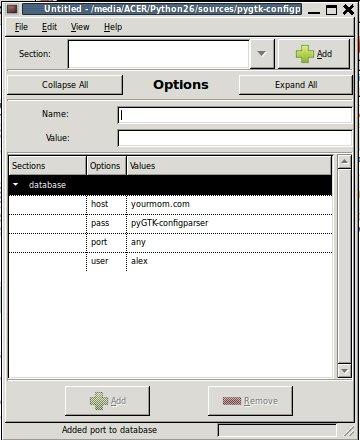 Untitled - /media/ACER/Python26/sources/pygtk-configp
File Edit View Help
Section: Add
Collapse All Options Expand All
Name:
Value:
Sections Options Values
database
host yourmom.com
pass pyGTK-configparser
port any
user alex
Add Remove
Added port to database